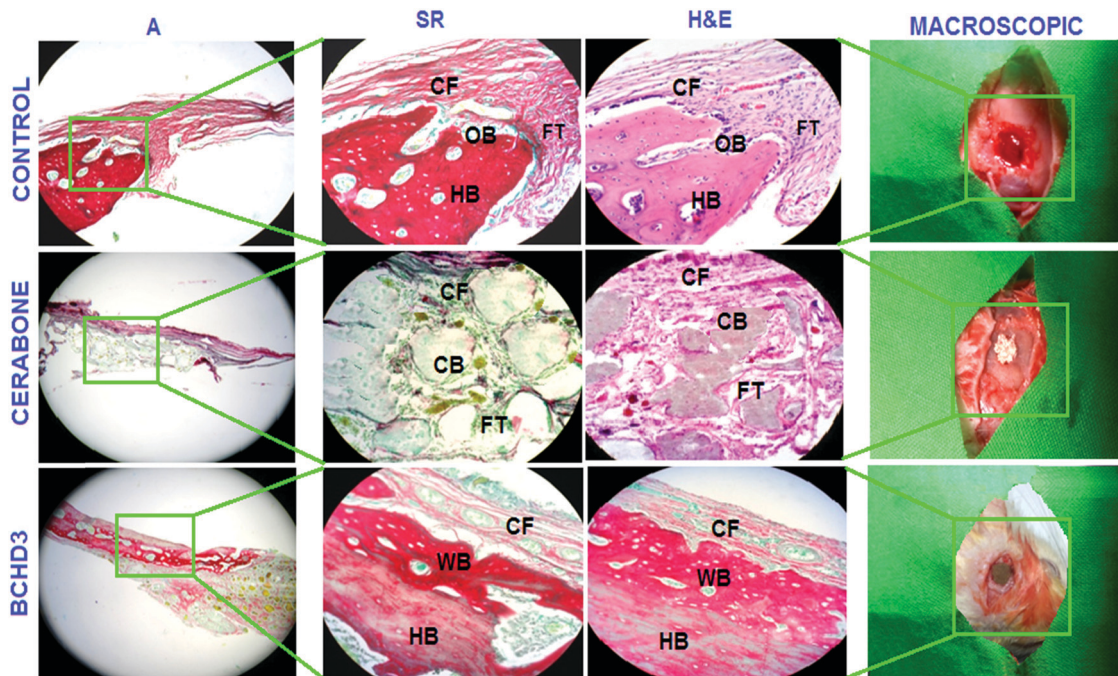 A SR H&E MACROSCOPIC
CONTROL
CF OB FT HB
CF FT OB HB
CERABONE
CF CB FT
CF CB FT
BCHD3
CF WB HB
CF WB HB